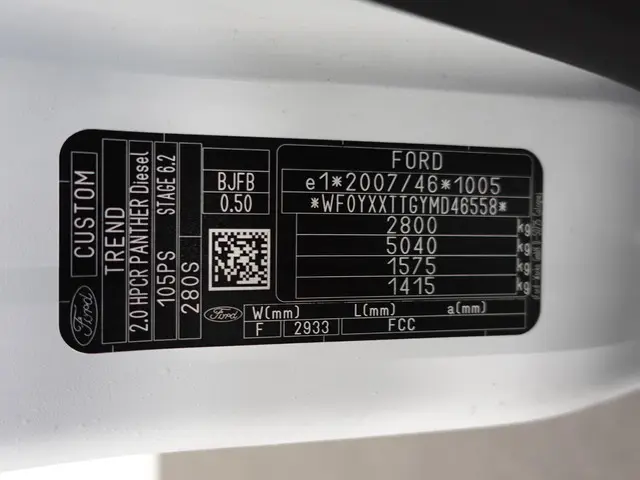 CUSTOM
TREND
2.0 HPCR PANTHER Diesel
105PS STAGE 6.2
280S
Ford
BJFB
0.50
FORD
e1*2007/46*1005
*WF0YXXTTGYMD46558*
2800 kg
5040 kg
1575 kg
1415 kg
Ford
W(mm) L(mm) a(mm)
F 2933 FCC